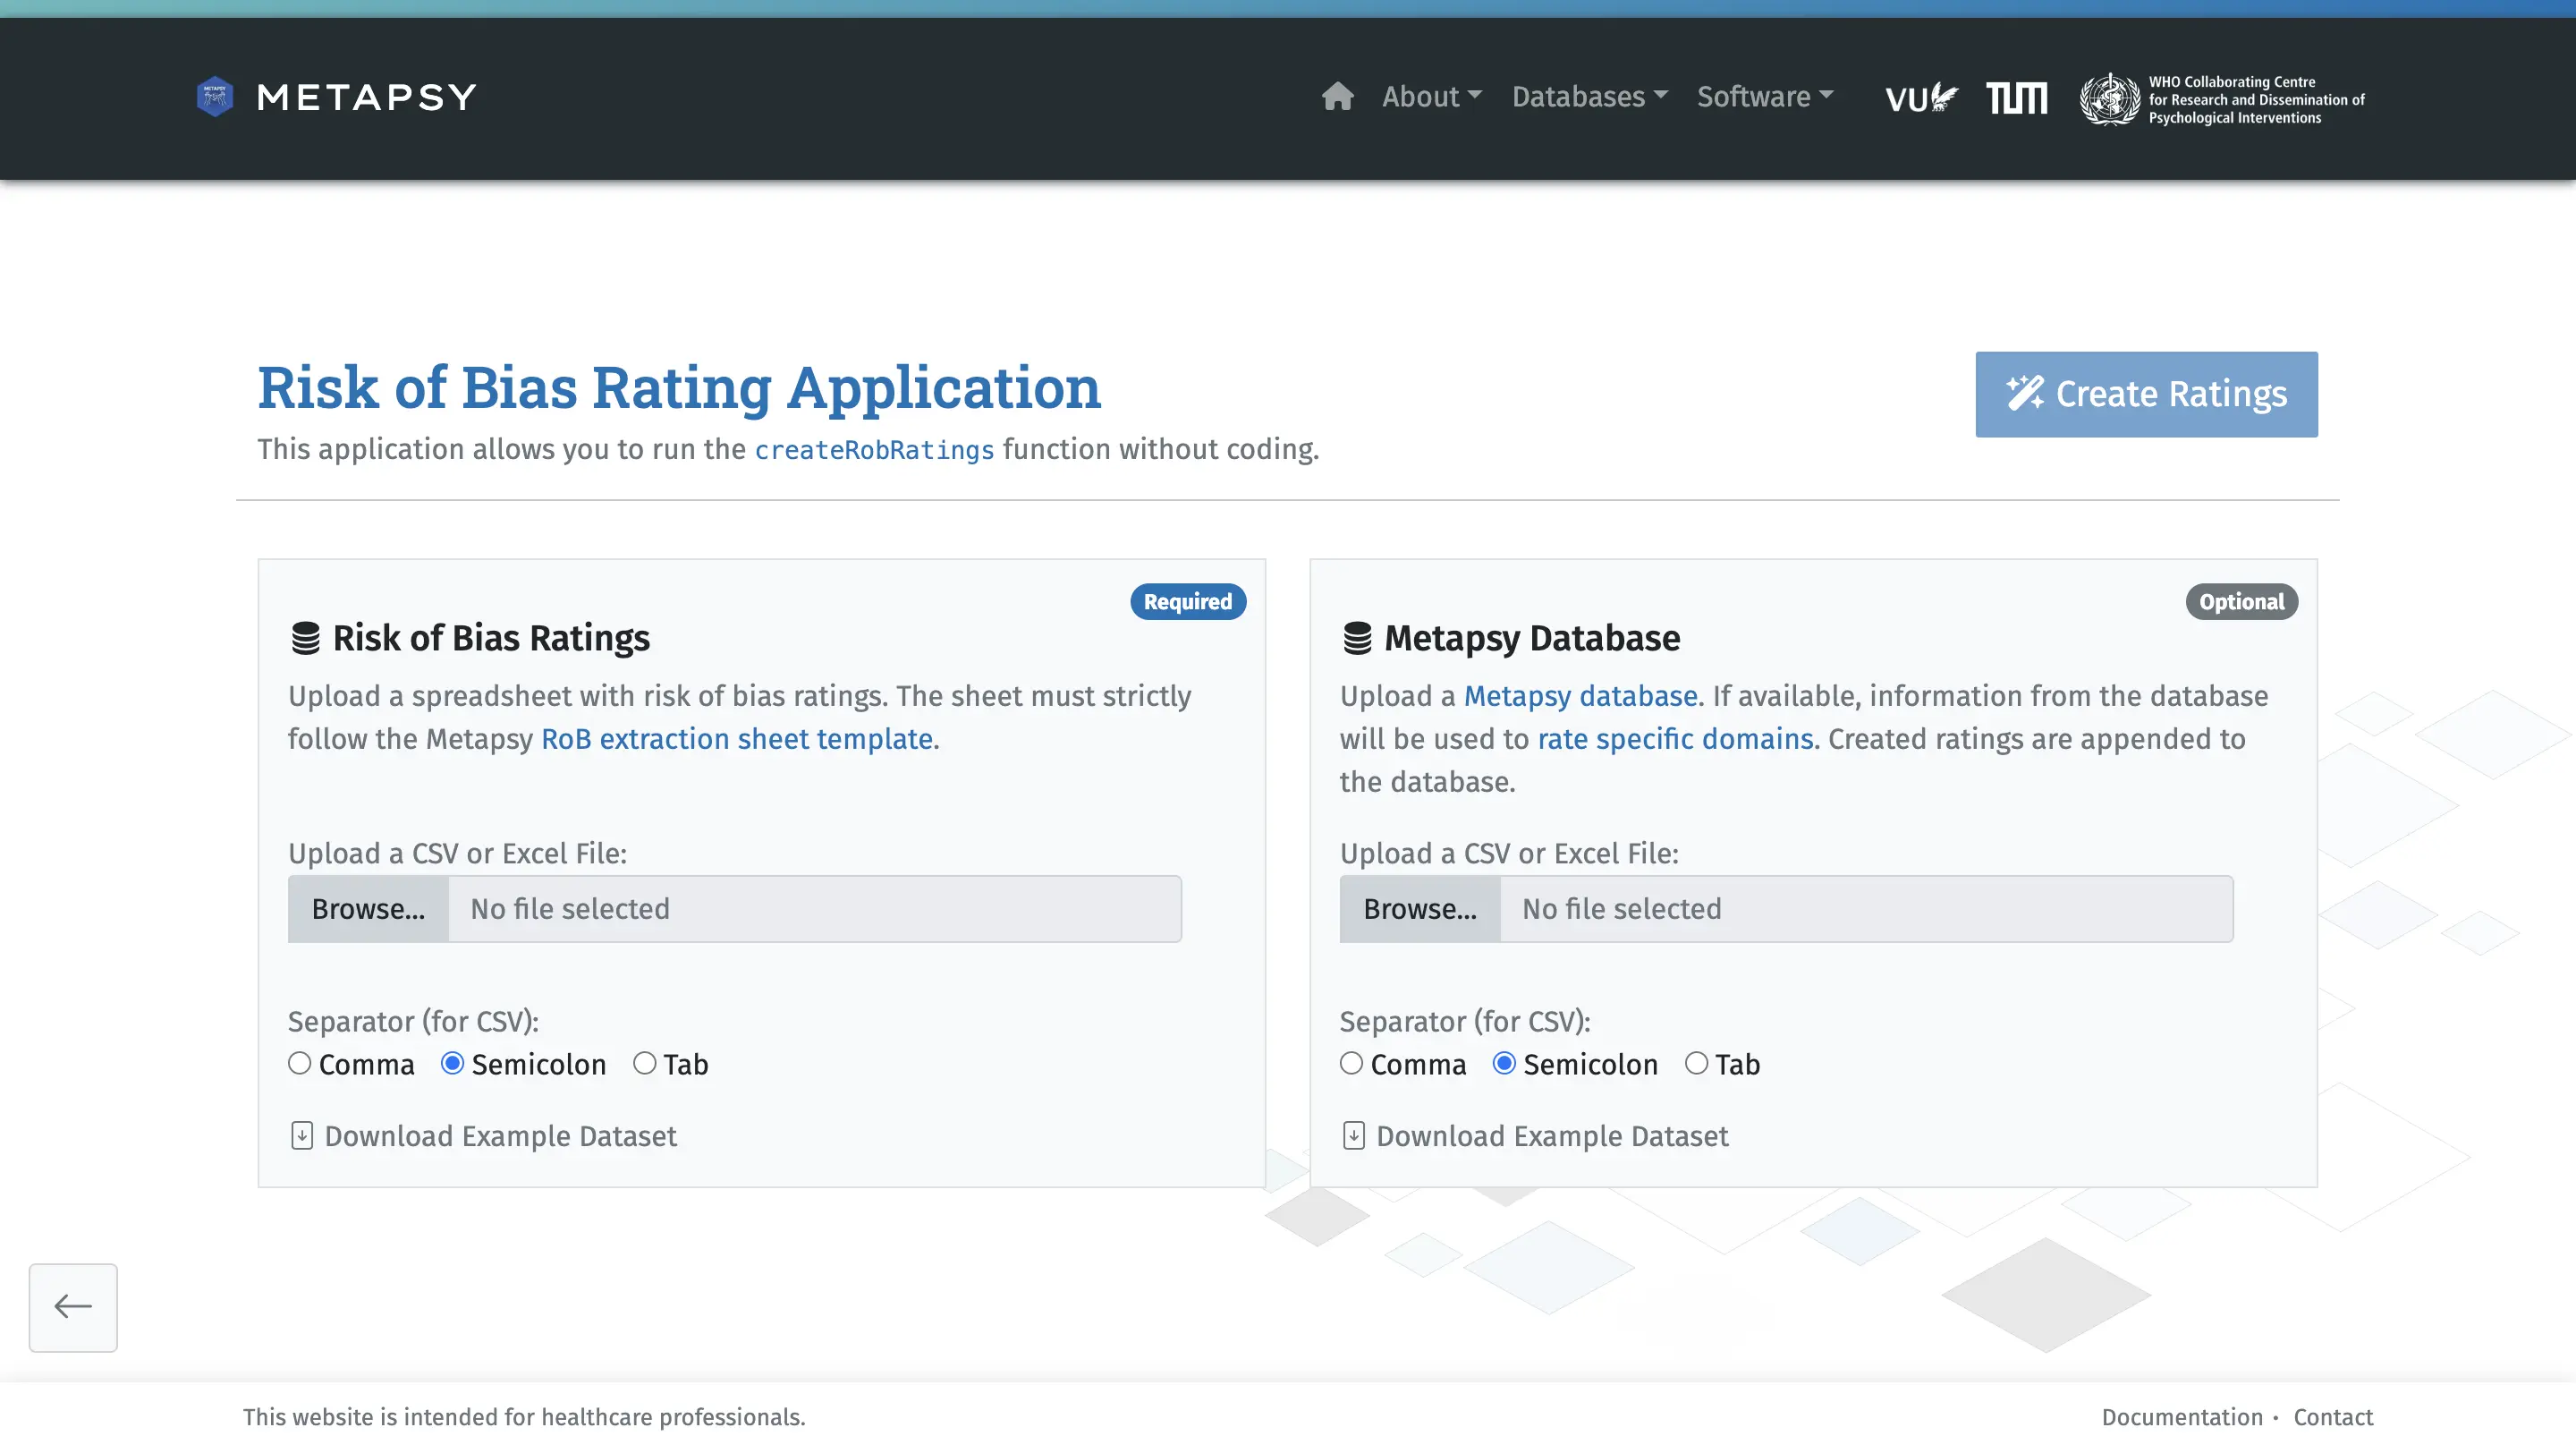 METAPSY
About
Databases
Software
VU
TUM
WHO Collaborating Centre
for Research and Dissemination of
Psychological Interventions
Risk of Bias Rating Application
Create Ratings
This application allows you to run the createRobRatings function without coding.
Required
Risk of Bias Ratings
Upload a spreadsheet with risk of bias ratings. The sheet must strictly
follow the Metapsy RoB extraction sheet template.
Upload a CSV or Excel File:
Browse...
No file selected
Separator (for CSV):
Comma
Semicolon
Tab
Download Example Dataset
Optional
Metapsy Database
Upload a Metapsy database. If available, information from the database
will be used to rate specific domains. Created ratings are appended to
the database.
Upload a CSV or Excel File:
Browse...
No file selected
Separator (for CSV):
Comma
Semicolon
Tab
Download Example Dataset
This website is intended for healthcare professionals.
Documentation · Contact